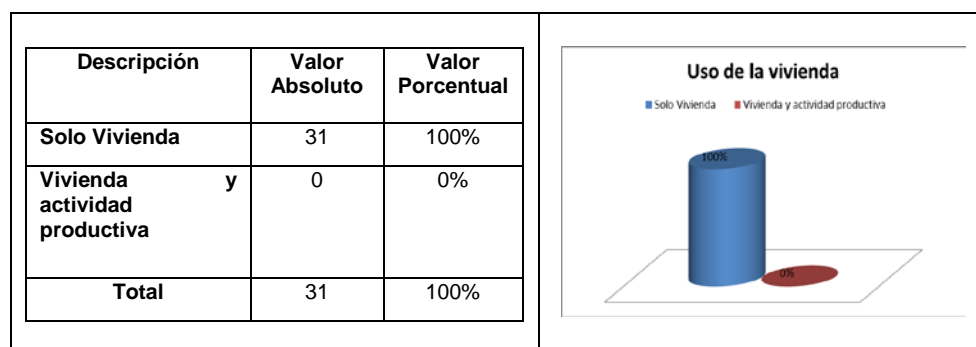 Descripción Valor Absoluto Valor Porcentual
Solo Vivienda 31 100%
Vivienda y actividad productiva 0 0%
Total 31 100%
Uso de la vivienda
Solo Vivienda Vivienda y actividad productiva
100%
0%